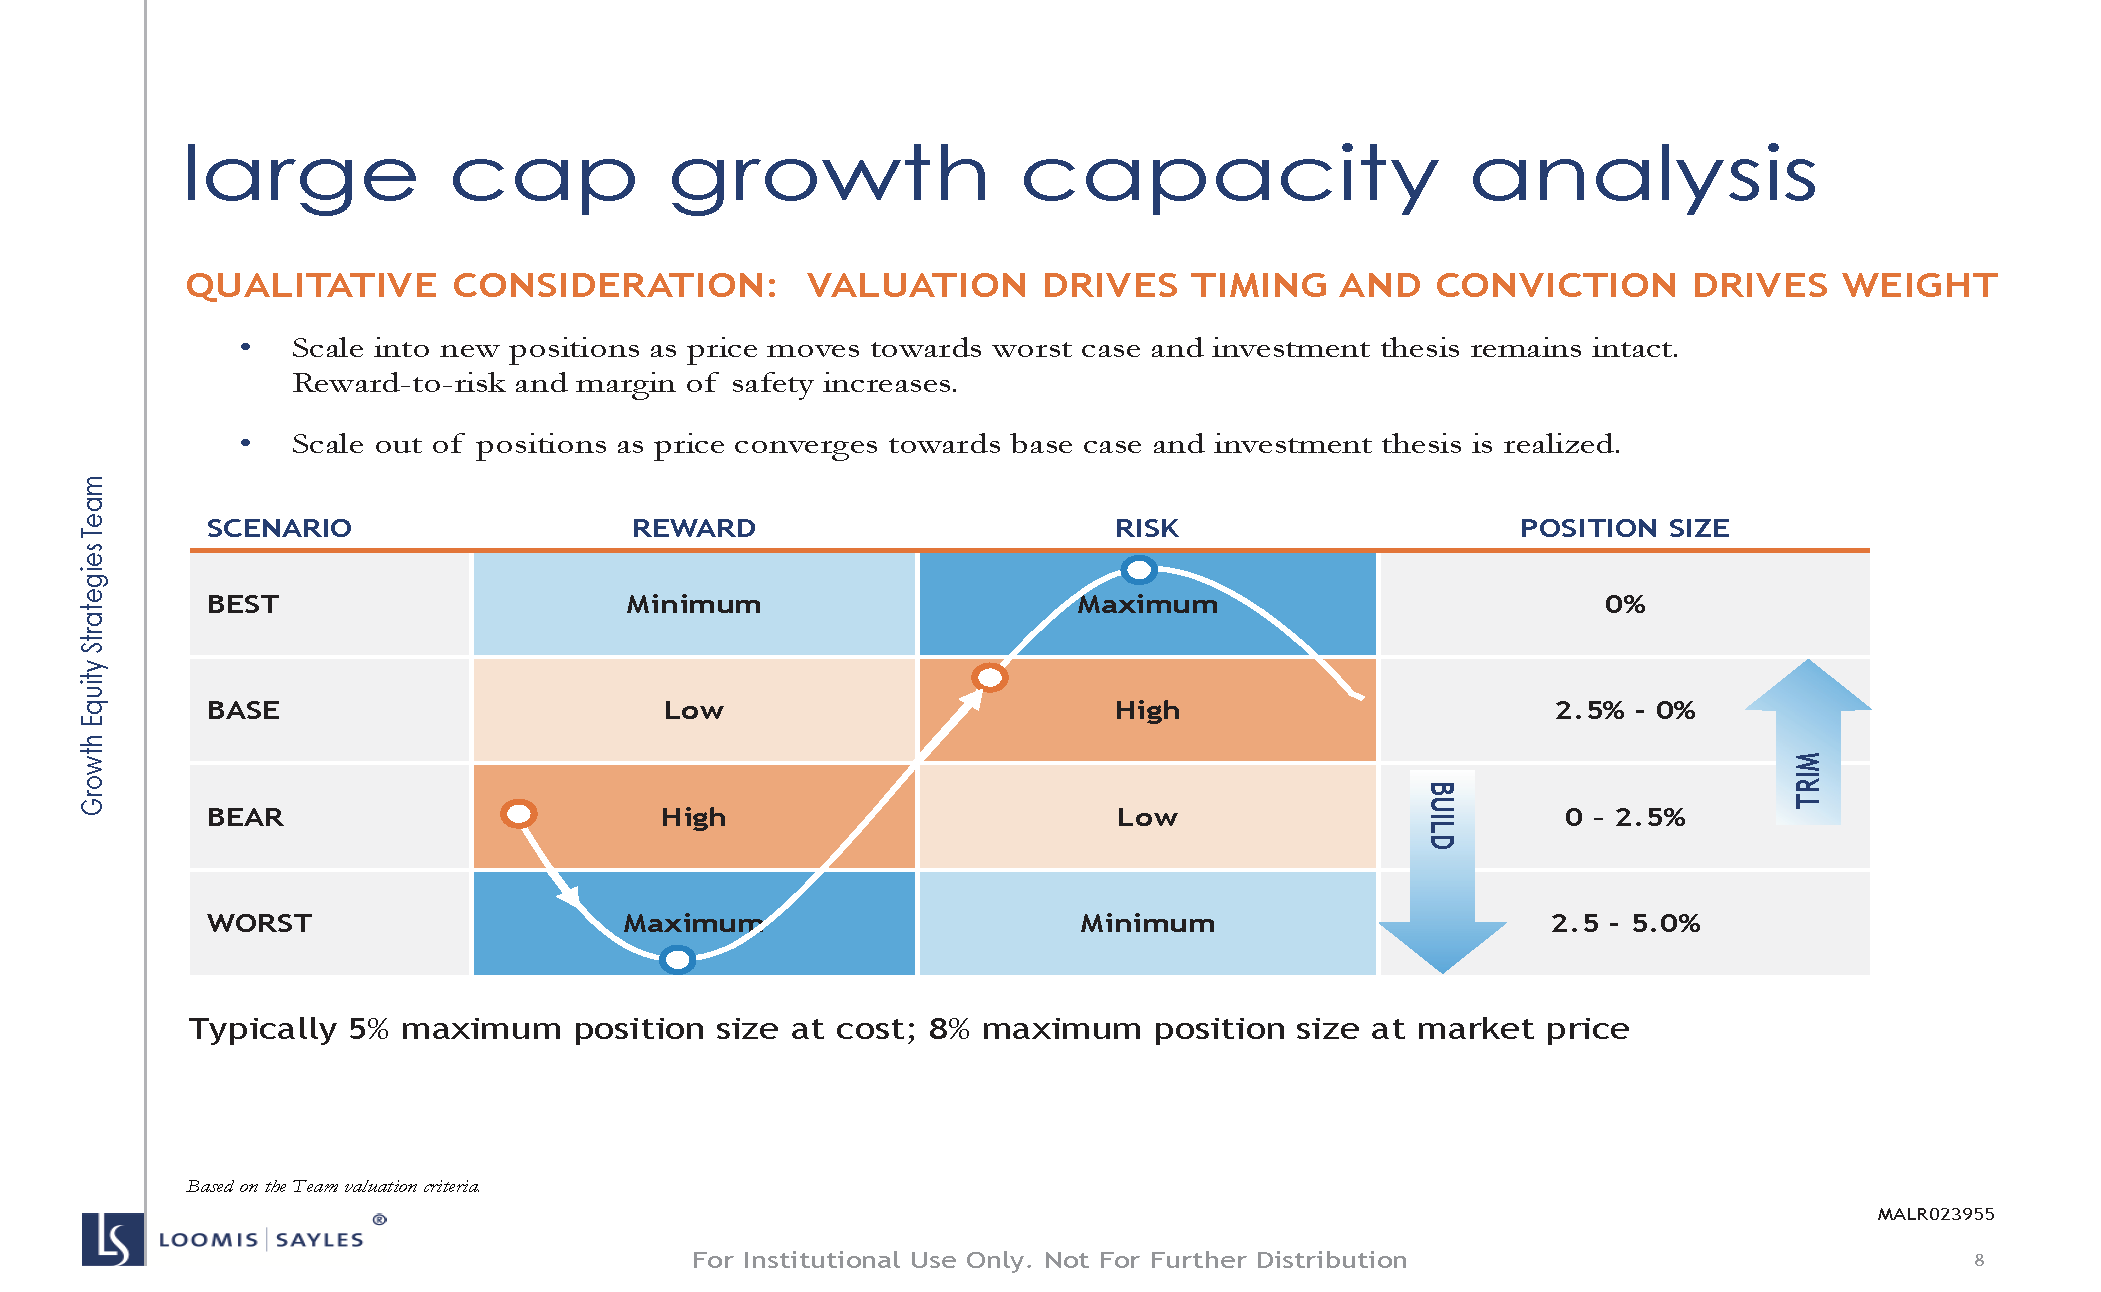 large cap growth capacity analysis
QUALITATIVE CONSIDERATION: VALUATION DRIVES TIMING AND CONVICTION DRIVES WEIGHT
• Scale into new positions as price moves towards worst case and investment thesis remains intact.
Reward-to-risk and margin of safety increases.
• Scale out of positions as price converges towards base case and investment thesis is realized.
Growth Equity Strategies Team
SCENARIO REWARD RISK POSITION SIZE
BEST Minimum Maximum 0%
BASE Low High 2.5% - 0%
TRIM
BEAR High Low 0 - 2.5%
BUILD
WORST Maximum Minimum 2.5 - 5.0%
Typically 5% maximum position size at cost; 8% maximum position size at market price
Based on the Team valuation criteria.
MALR023955
LS LOOMIS | SAYLES ®
For Institutional Use Only. Not For Further Distribution
8